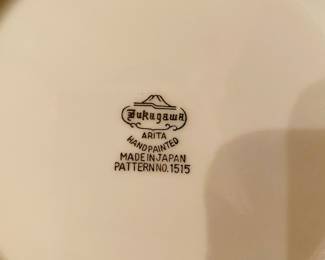 Fukagawa
ARITA
HANDPAINTED
MADE IN JAPAN
PATTERN NO. 1515